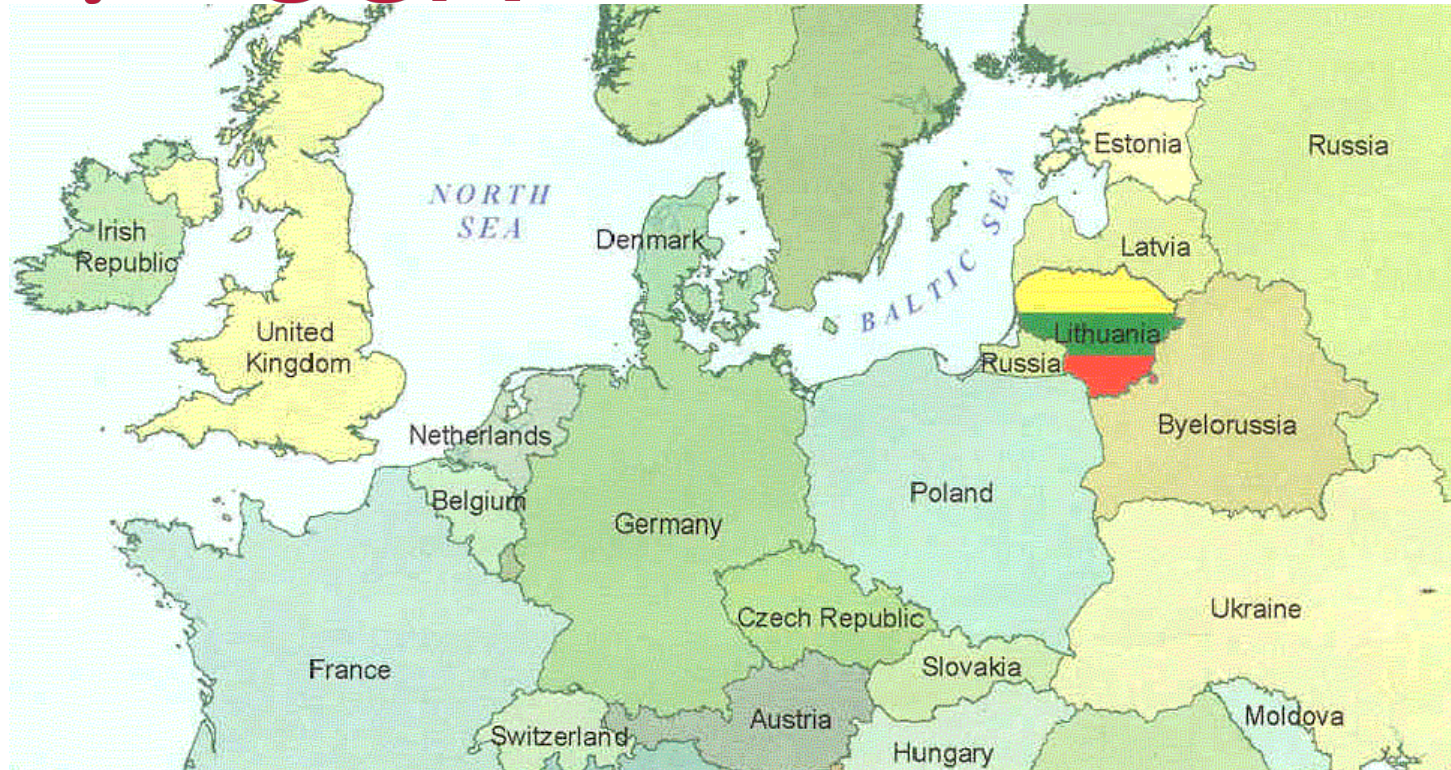 Estonia
Russia
NORTH
SEA
Irish
Republic
Denmark
BALTIC SEA
Latvia
United
Kingdom
Lithuania
Russia
Netherlands
Byelorussia
Belgium
Poland
Germany
Czech Republic
Ukraine
France
Slovakia
Switzerland
Austria
Moldova
Hungary